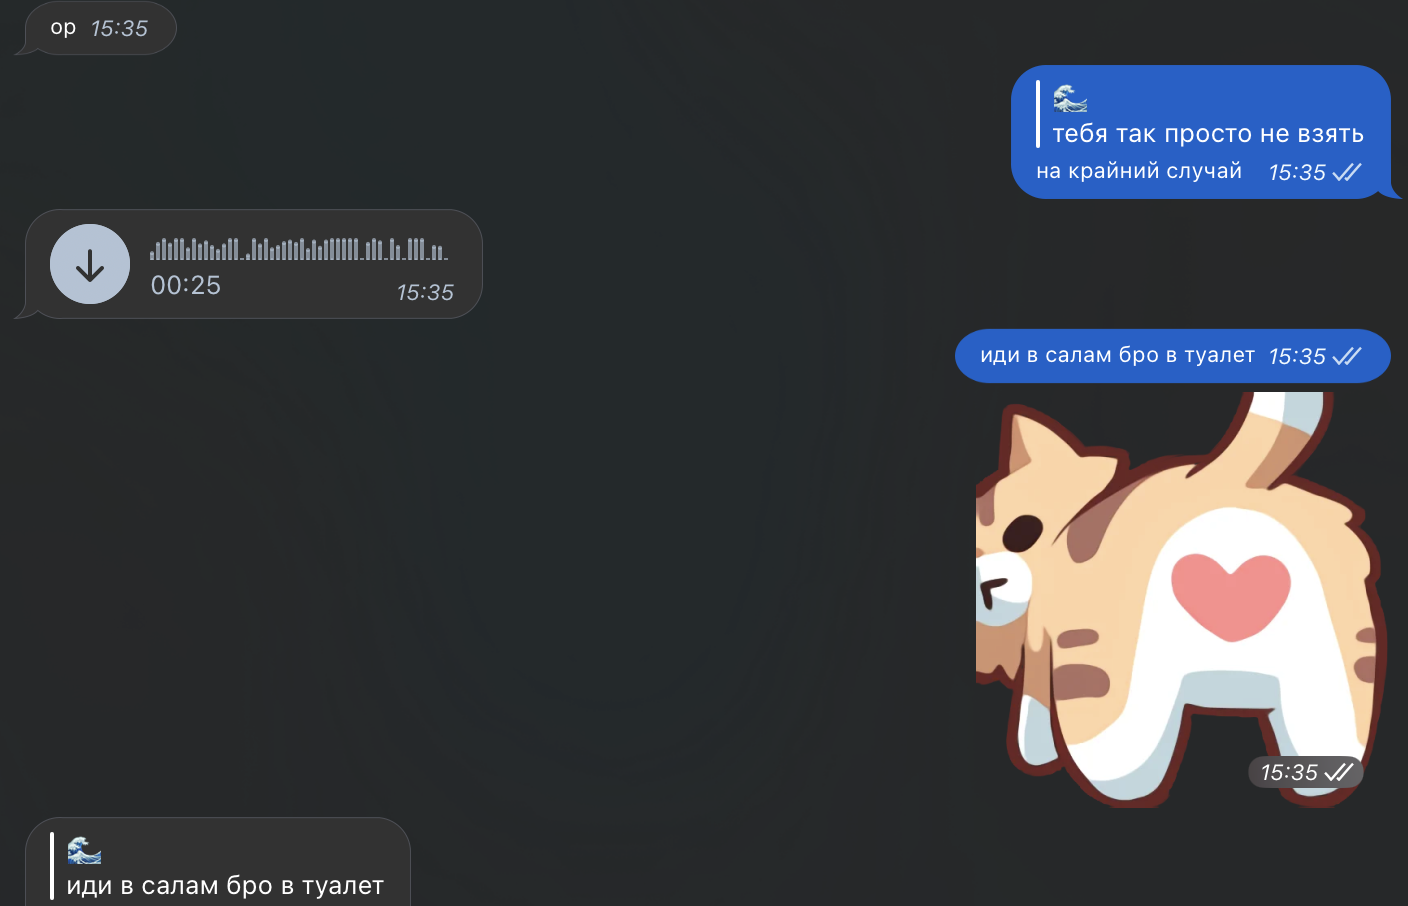 ор 15:35
🌊
тебя так просто не взять
на крайний случай 15:35
00:25 15:35
иди в салам бро в туалет 15:35
15:35
🌊
иди в салам бро в туалет